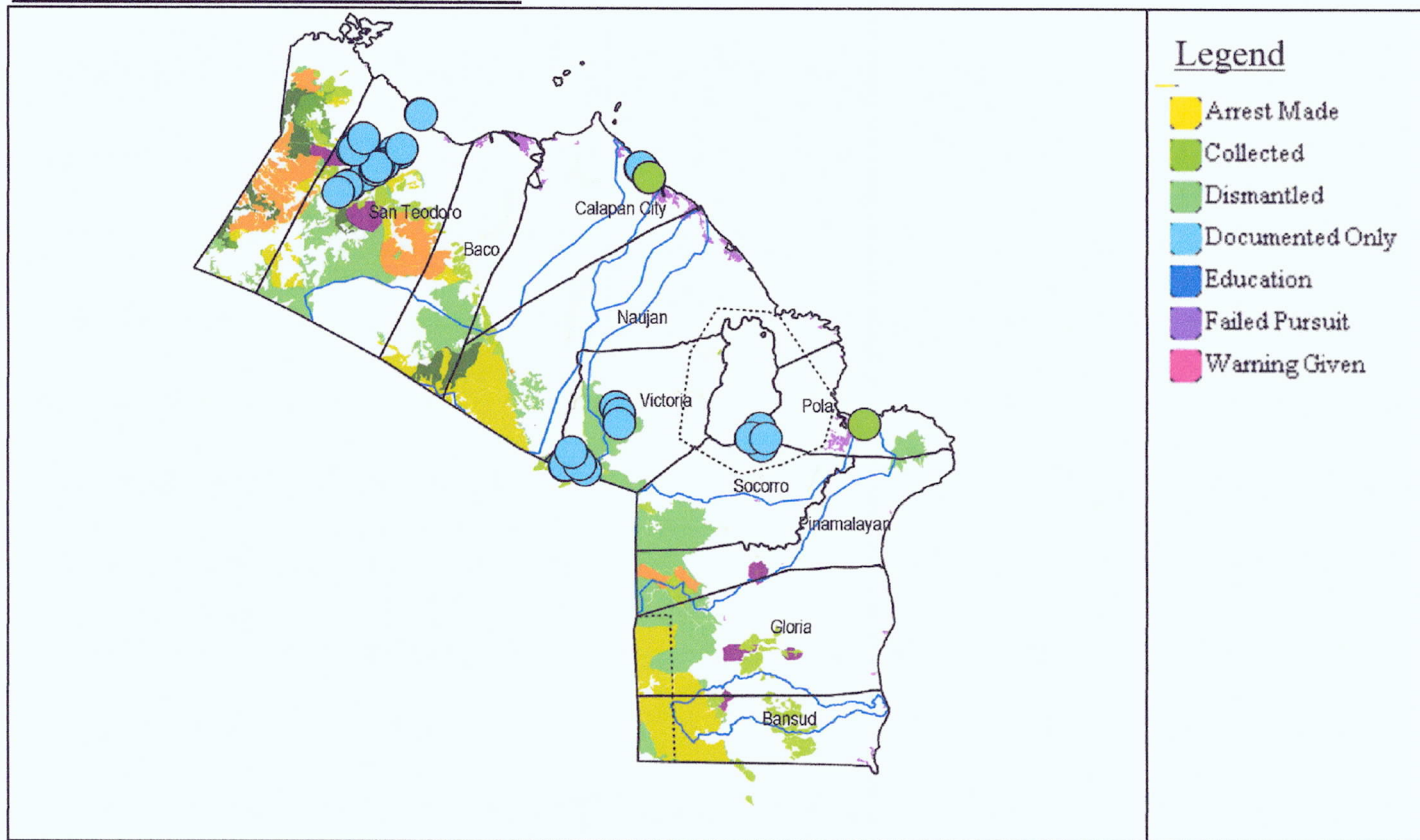 Legend
Arrest Made
Collected
Dismantled
Documented Only
Education
Failed Pursuit
Warning Given
San Teodoro
Baco
Calapan City
Naujan
Victoria
Pola
Socorro
Pinamalayan
Gloria
Bansud